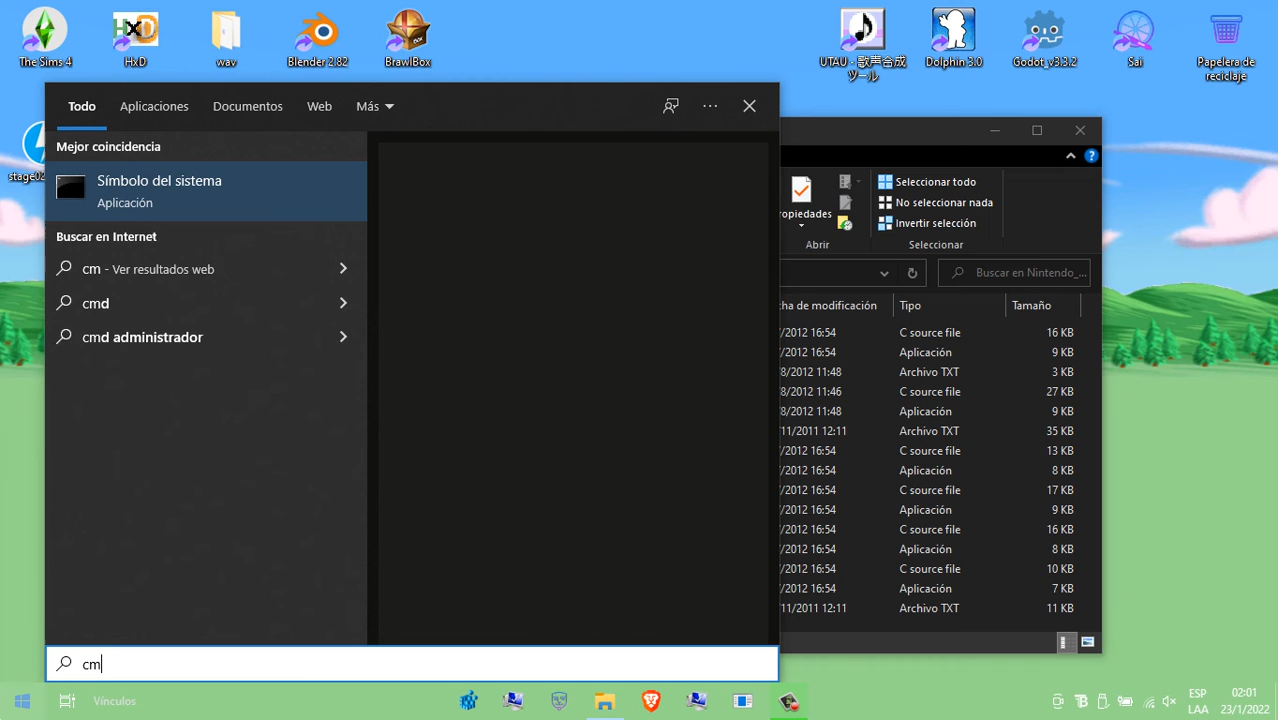 The Sims 4
HxD
wav
Blender 2.82
BrawlBox
UTAU - 歌声合成
ツール
Dolphin 3.0
Godot_v3.3.2
Sai
Papelera de
reciclaje
Todo
Aplicaciones
Documentos
Web
Más
Mejor coincidencia
Símbolo del sistema
Aplicación
Buscar en Internet
cm - Ver resultados web
cmd
cmd administrador
cm
opiedades
Abrir
Seleccionar todo
No seleccionar nada
Invertir selección
Seleccionar
Buscar en Nintendo_...
ha de modificación Tipo Tamaño
/2012 16:54 C source file 16 KB
/2012 16:54 Aplicación 9 KB
8/2012 11:48 Archivo TXT 3 KB
8/2012 11:46 C source file 27 KB
8/2012 11:48 Aplicación 9 KB
11/2011 12:11 Archivo TXT 35 KB
/2012 16:54 C source file 13 KB
/2012 16:54 Aplicación 8 KB
/2012 16:54 C source file 17 KB
/2012 16:54 Aplicación 9 KB
/2012 16:54 C source file 16 KB
/2012 16:54 Aplicación 8 KB
/2012 16:54 C source file 10 KB
/2012 16:54 Aplicación 7 KB
11/2011 12:11 Archivo TXT 11 KB
Vínculos
ESP
LAA
02:01
23/1/2022